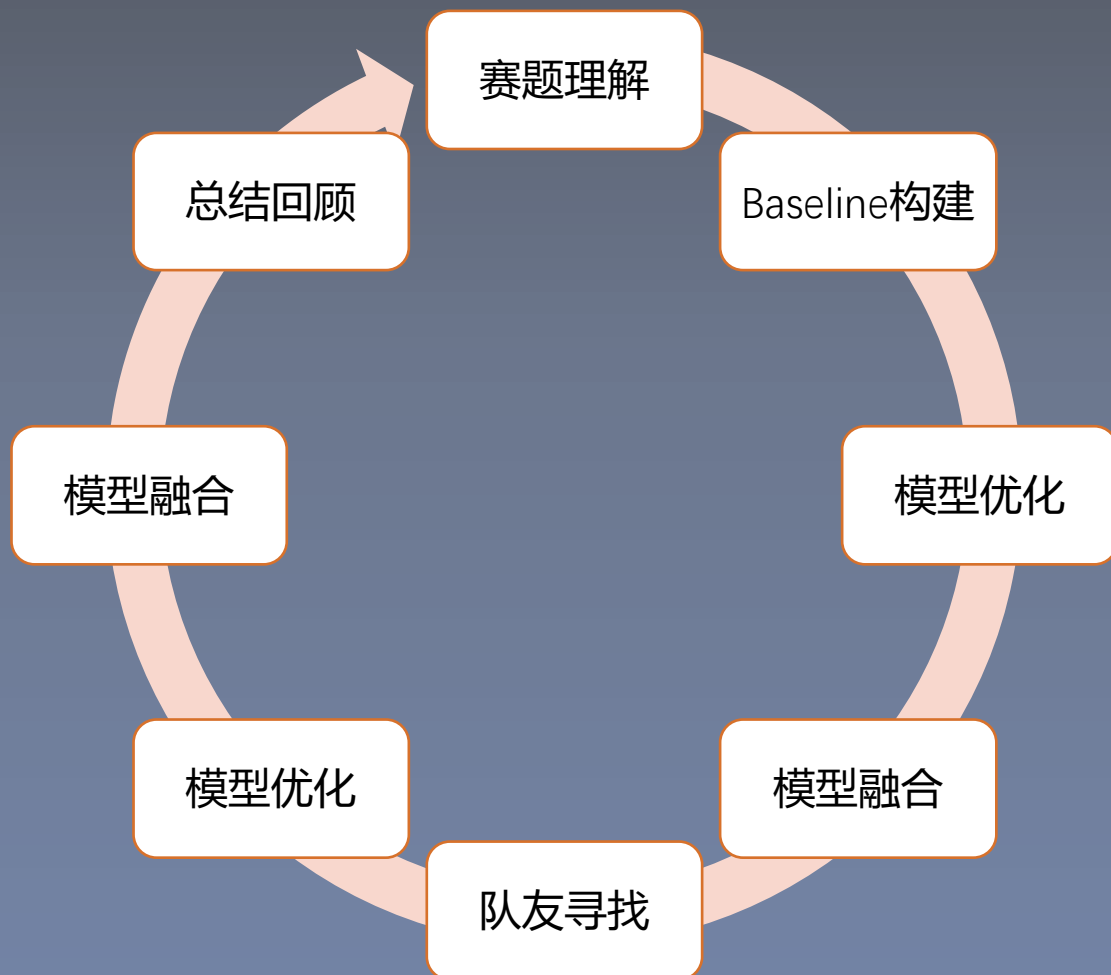 赛题理解
Baseline构建
模型优化
模型融合
队友寻找
模型优化
模型融合
总结回顾